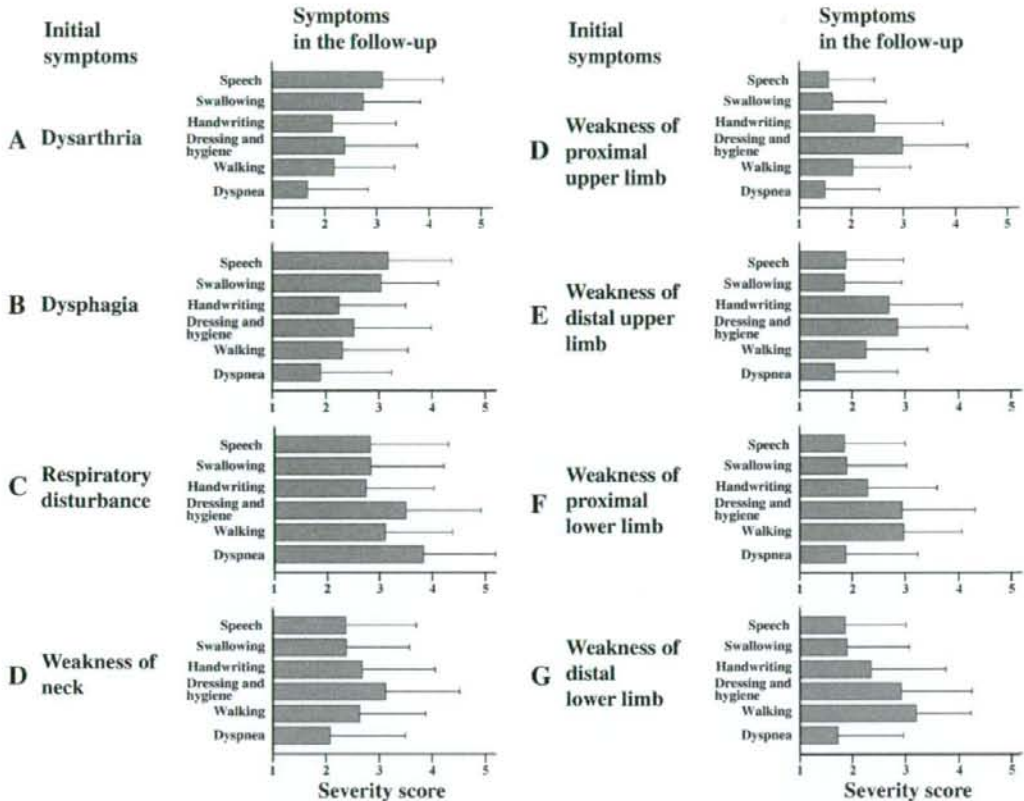 Initial
symptoms
Symptoms
in the follow-up
A Dysarthria
Speech
Swallowing
Handwriting
Dressing and
hygiene
Walking
Dyspnea
1 2 3 4 5
B Dysphagia
Speech
Swallowing
Handwriting
Dressing and
hygiene
Walking
Dyspnea
1 2 3 4 5
C Respiratory
disturbance
Speech
Swallowing
Handwriting
Dressing and
hygiene
Walking
Dyspnea
1 2 3 4 5
D Weakness of
neck
Speech
Swallowing
Handwriting
Dressing and
hygiene
Walking
Dyspnea
1 2 3 4 5
Severity score
Initial
symptoms
Symptoms
in the follow-up
D Weakness of
proximal
upper limb
Speech
Swallowing
Handwriting
Dressing and
hygiene
Walking
Dyspnea
1 2 3 4 5
E Weakness of
distal upper
limb
Speech
Swallowing
Handwriting
Dressing and
hygiene
Walking
Dyspnea
1 2 3 4 5
F Weakness of
proximal
lower limb
Speech
Swallowing
Handwriting
Dressing and
hygiene
Walking
Dyspnea
1 2 3 4 5
G Weakness of
distal
lower limb
Speech
Swallowing
Handwriting
Dressing and
hygiene
Walking
Dyspnea
1 2 3 4 5
Severity score